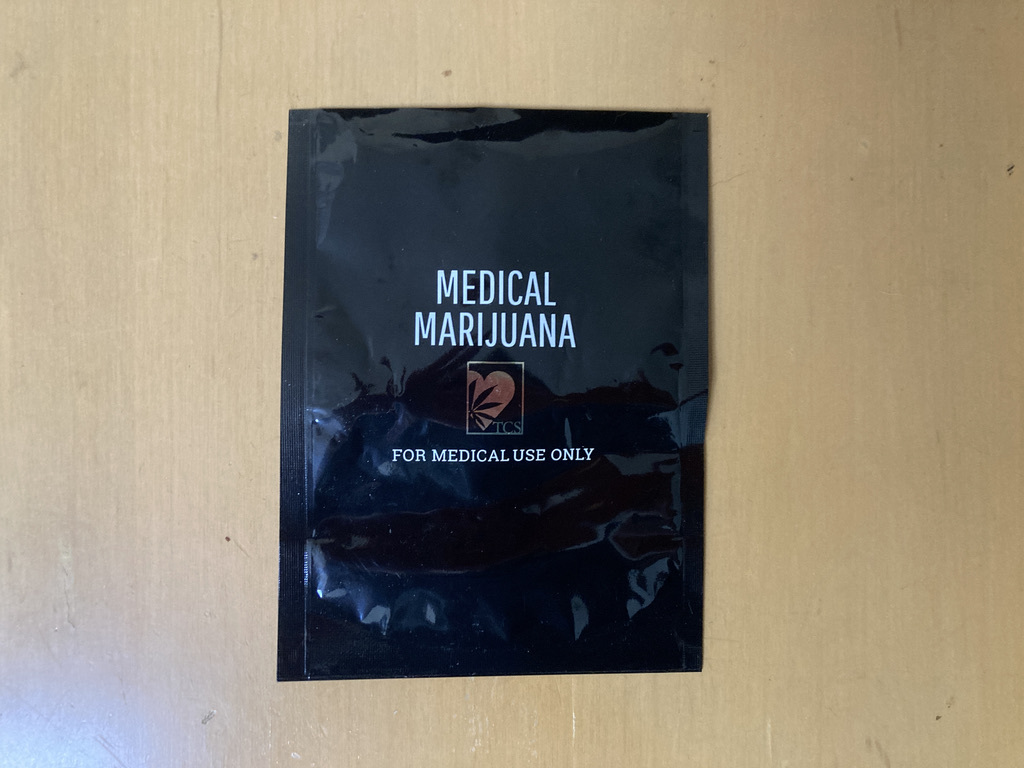 MEDICAL
MARIJUANA
TCS
FOR MEDICAL USE ONLY